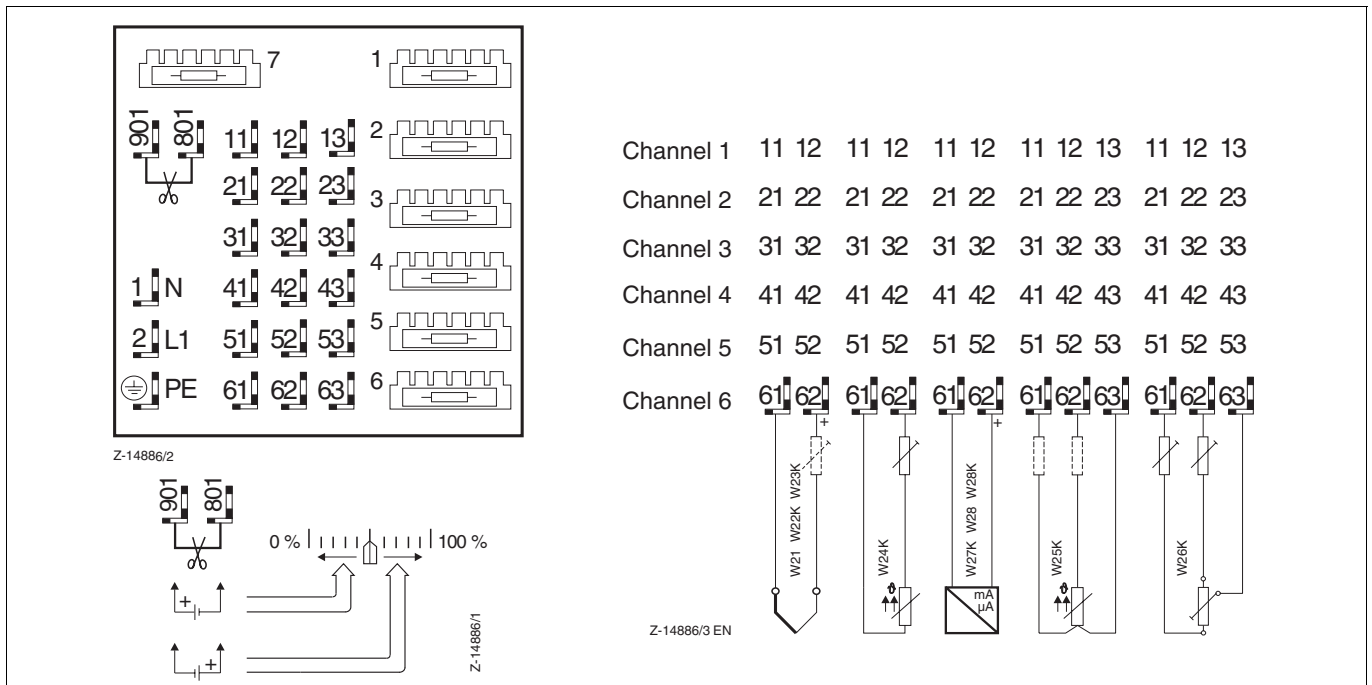 7 1
901 801 11 12 13 2
21 22 23 3
31 32 33 4
1 N 41 42 43 5
2 L1 51 52 53 6
PE 61 62 63
Z-14886/2
901 801
0 % 100 %
+
+
Z-14886/1
Channel 1 11 12 11 12 11 12 11 12 13 11 12 13
Channel 2 21 22 21 22 21 22 21 22 23 21 22 23
Channel 3 31 32 31 32 31 32 31 32 33 31 32 33
Channel 4 41 42 41 42 41 42 41 42 43 41 42 43
Channel 5 51 52 51 52 51 52 51 52 53 51 52 53
Channel 6 61 62 61 62 61 62 61 62 63 61 62 63
+ +
W21 W22K W23K
W24K
W27K W28 W28K
W25K
W26K
ϑ ϑ
mA
µA
Z-14886/3 EN